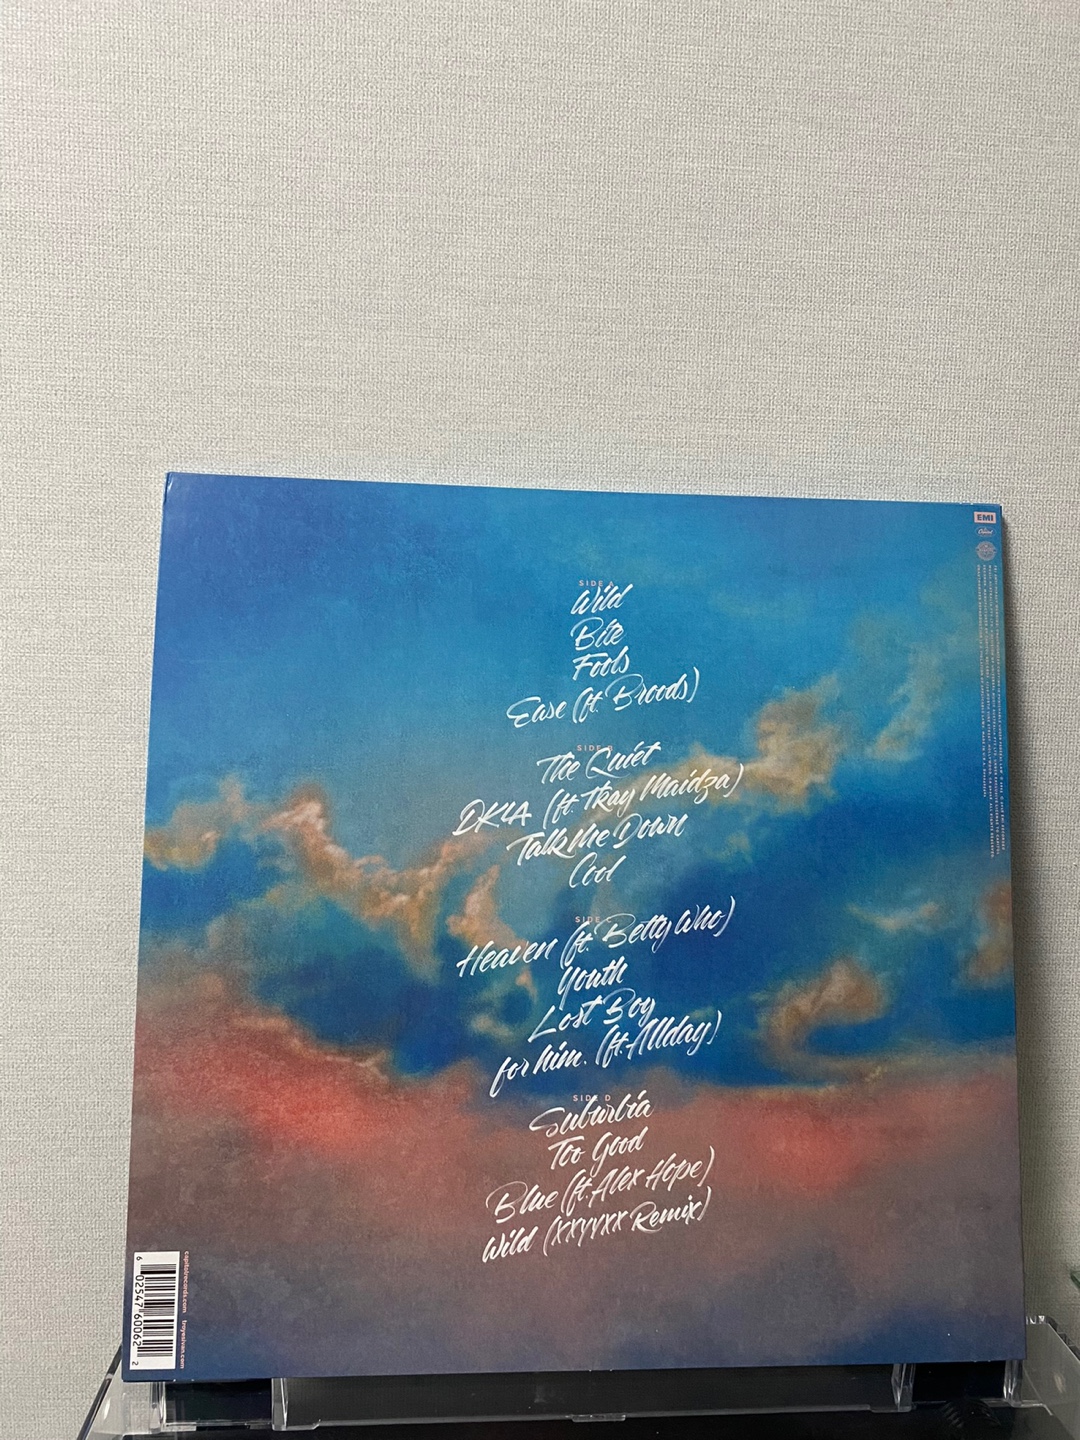 EMI
Capitol
SIDE A
Wild
Bite
Fools
Ease (ft. Broods)
SIDE B
The Quiet
DKLA (ft. Tkay Maidza)
Talk Me Down
Cool
SIDE C
Heaven (ft. Betty Who)
Youth
Lost Boy
for him. (ft. Allday)
SIDE D
Suburbia
Too Good
Blue (ft. Alex Hope)
Wild (XXYYXX Remix)
capitolrecords.com troyesivan.com
6 02547 60062 2